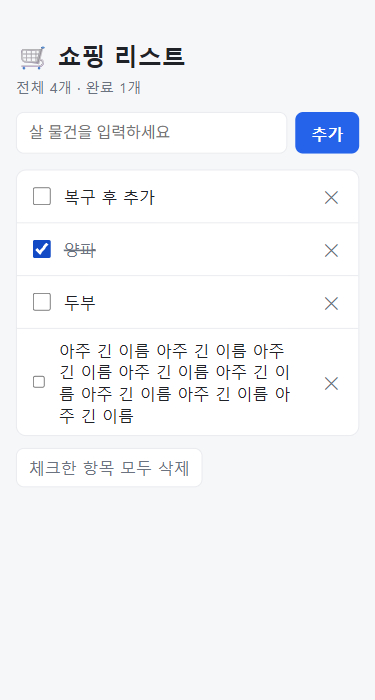 🛒 쇼핑 리스트
전체 4개 · 완료 1개
살 물건을 입력하세요
추가
복구 후 추가
양파
두부
아주 긴 이름 아주 긴 이름 아주
긴 이름 아주 긴 이름 아주 긴 이
름 아주 긴 이름 아주 긴 이름 아
주 긴 이름
체크한 항목 모두 삭제